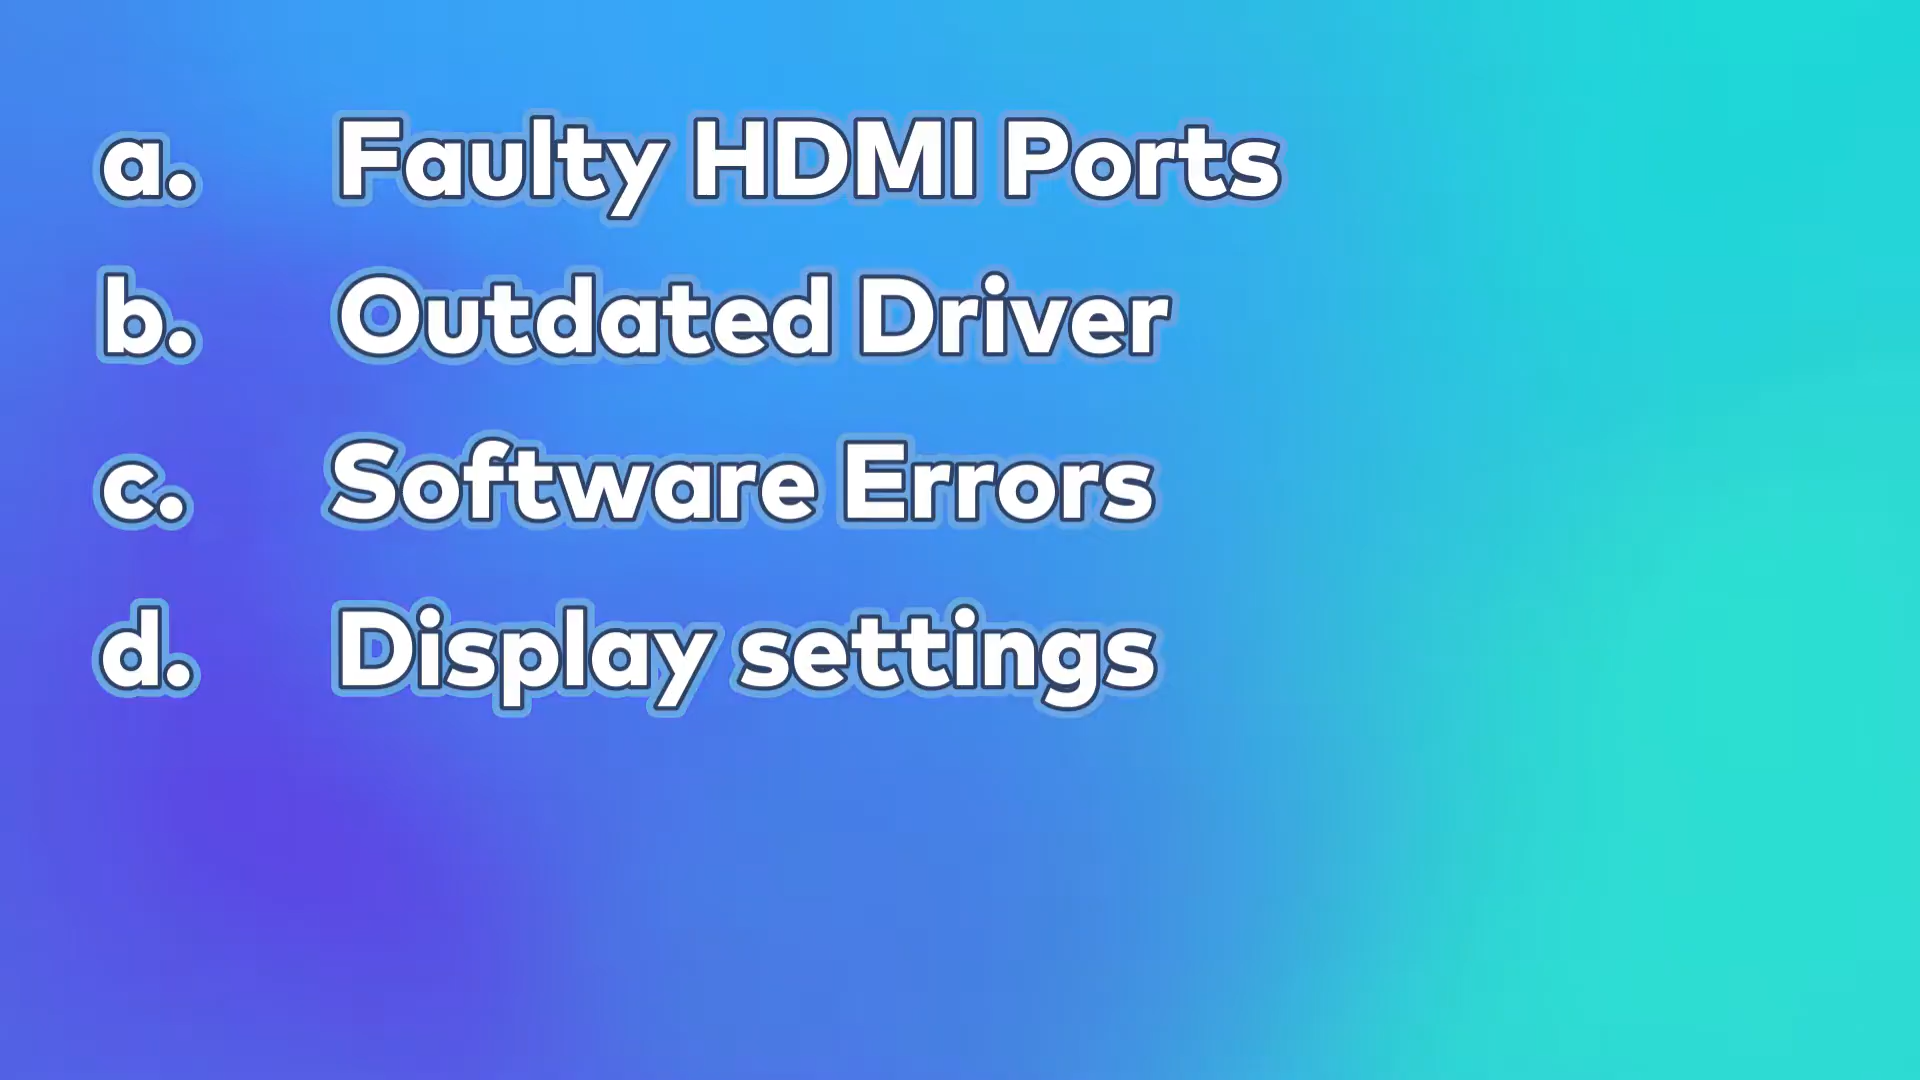 a. Faulty HDMI Ports
b. Outdated Driver
c. Software Errors
d. Display settings